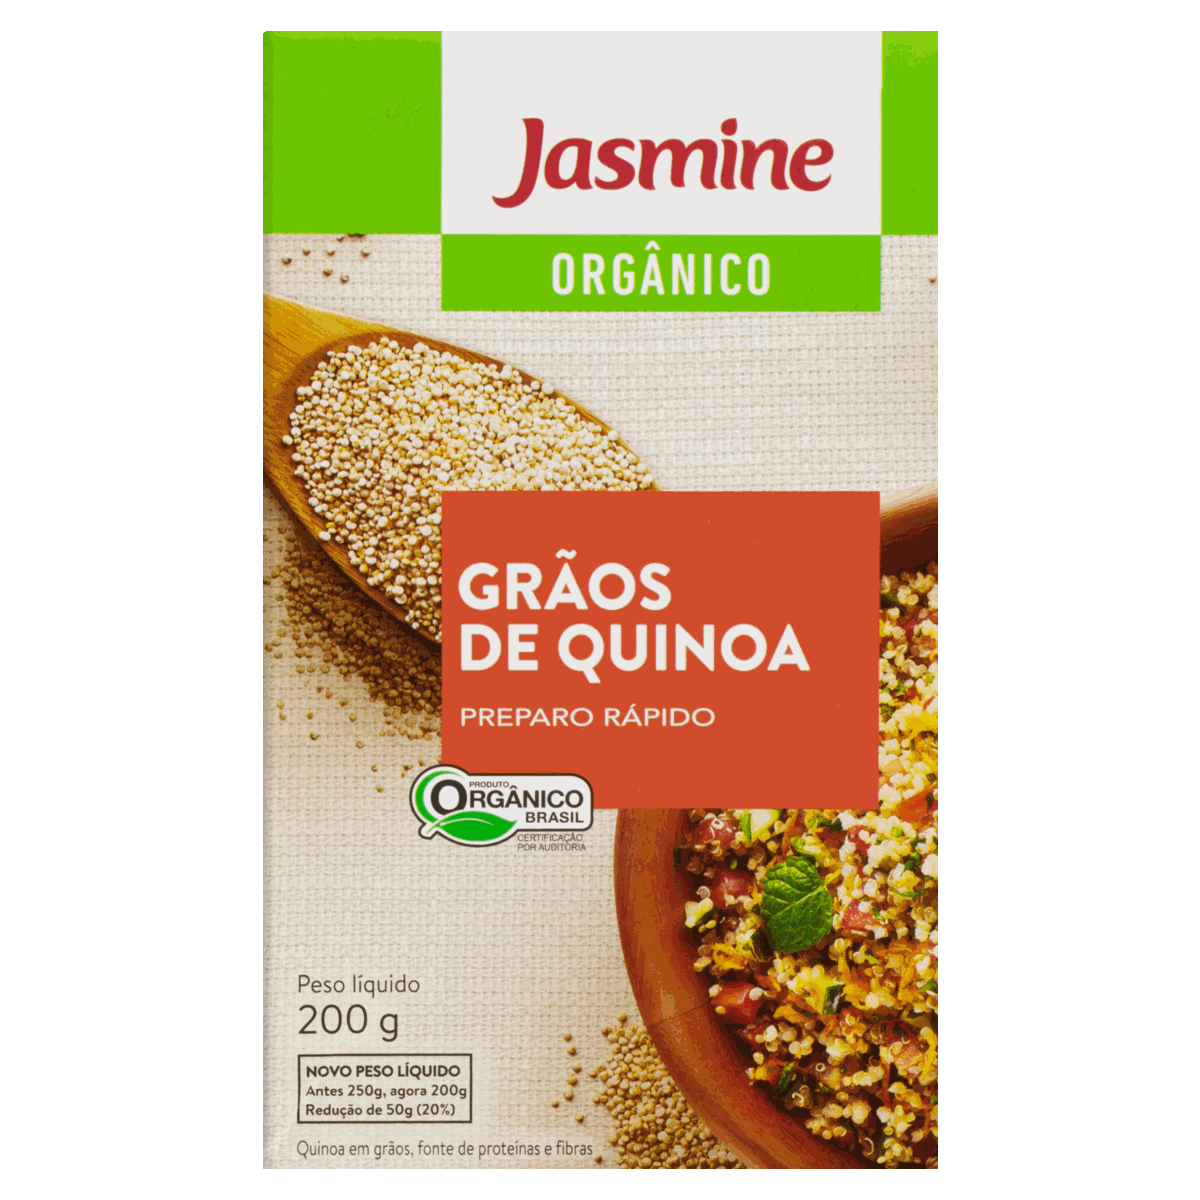 Jasmine
ORGÂNICO
GRÃOS
DE QUINOA
PREPARO RÁPIDO
PRODUTO
ORGÂNICO
BRASIL
CERTIFICAÇÃO
POR AUDITORIA
Peso líquido
200 g
NOVO PESO LÍQUIDO
Antes 250g, agora 200g
Redução de 50g (20%)
Quinoa em grãos, fonte de proteínas e fibras